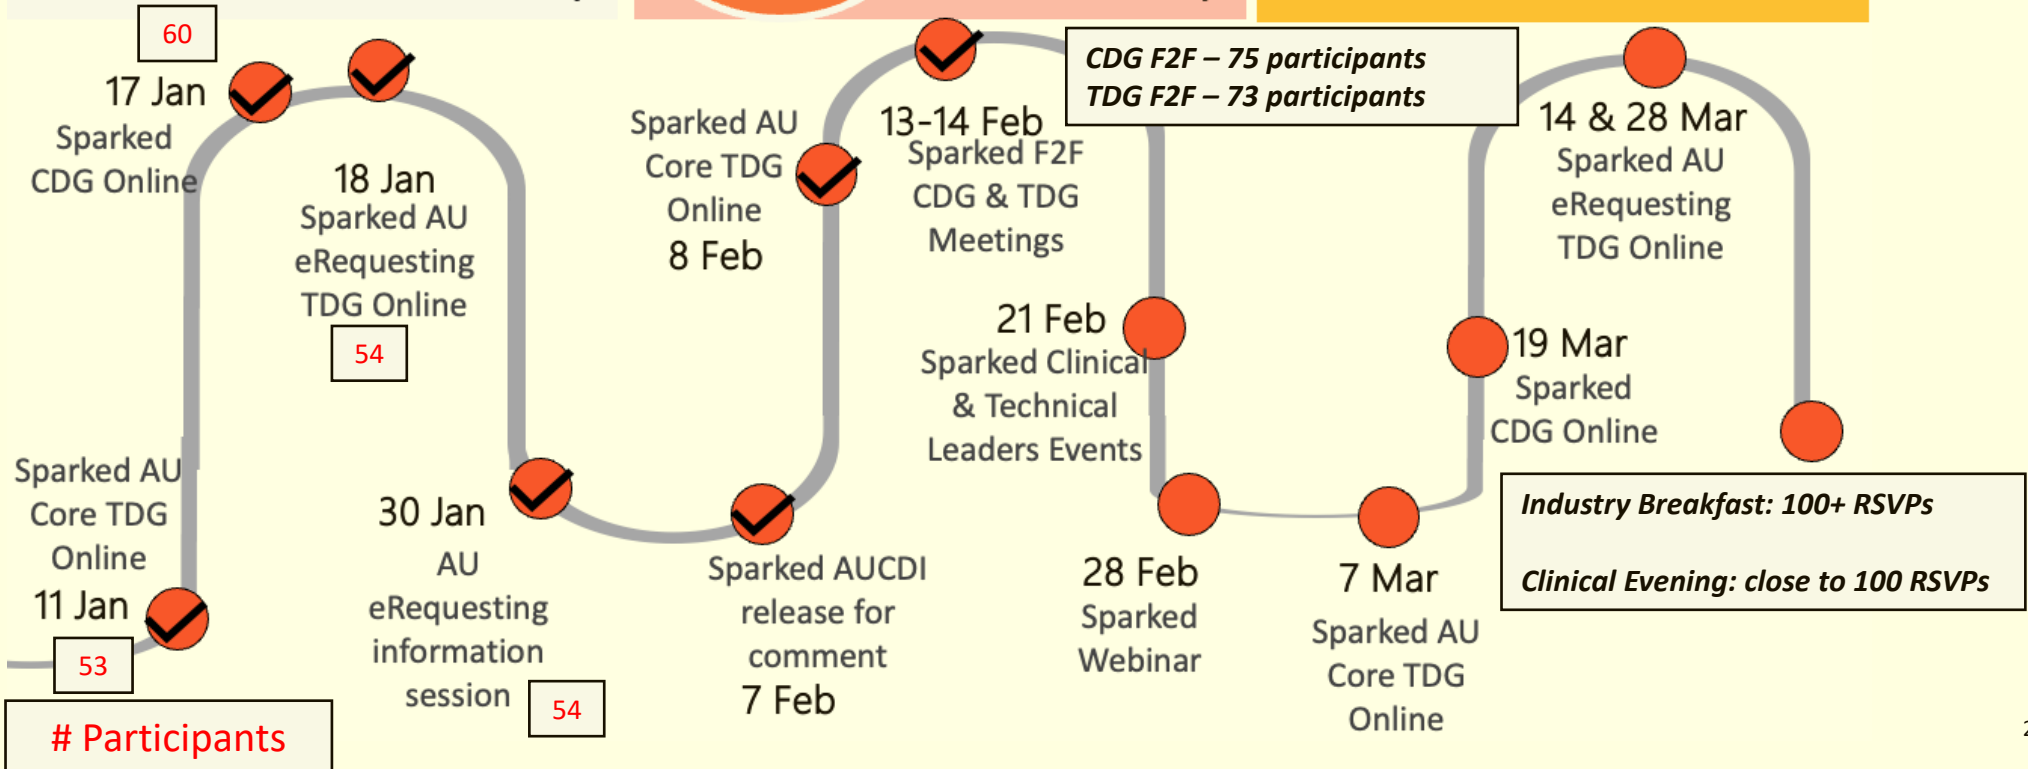 60
17 Jan
Sparked
CDG Online
18 Jan
Sparked AU
eRequesting
TDG Online
54
Sparked AU
Core TDG
Online
11 Jan
53
# Participants
30 Jan
AU
eRequesting
information
session
54
Sparked AUCDI
release for
comment
7 Feb
Sparked AU
Core TDG
Online
8 Feb
13-14 Feb
Sparked F2F
CDG & TDG
Meetings
CDG F2F – 75 participants
TDG F2F – 73 participants
21 Feb
Sparked Clinical
& Technical
Leaders Events
28 Feb
Sparked
Webinar
7 Mar
Sparked AU
Core TDG
Online
19 Mar
Sparked
CDG Online
14 & 28 Mar
Sparked AU
eRequesting
TDG Online
Industry Breakfast: 100+ RSVPs
Clinical Evening: close to 100 RSVPs